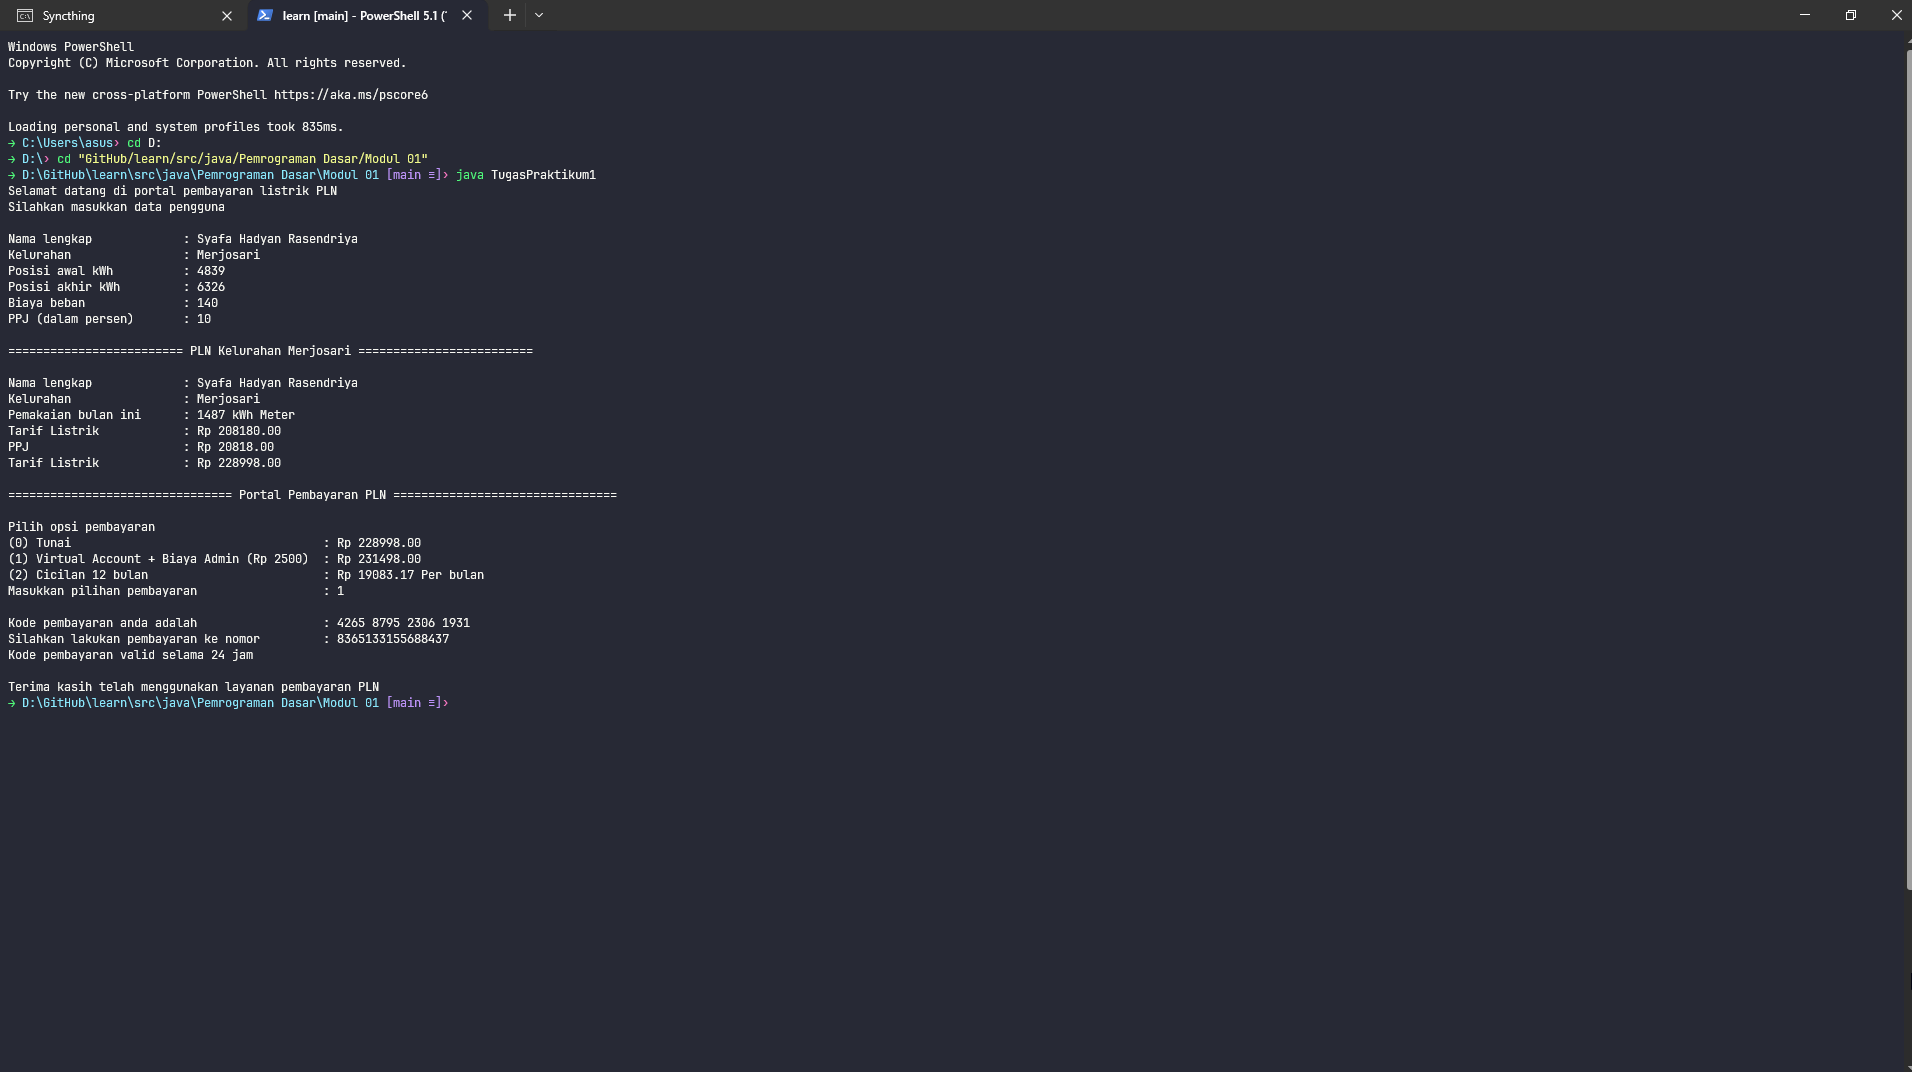 Syncthing
learn [main] - PowerShell 5.1 (
Windows PowerShell
Copyright (C) Microsoft Corporation. All rights reserved.
Try the new cross-platform PowerShell https://aka.ms/pscore6
Loading personal and system profiles took 835ms.
→ C:\Users\asus› cd D:
→ D:\› cd "GitHub/learn/src/java/Pemrograman Dasar/Modul 01"
→ D:\GitHub\learn\src\java\Pemrograman Dasar\Modul 01 [main ≡]› java TugasPraktikum1
Selamat datang di portal pembayaran listrik PLN
Silahkan masukkan data pengguna
Nama lengkap : Syafa Hadyan Rasendriya
Kelurahan : Merjosari
Posisi awal kWh : 4839
Posisi akhir kWh : 6326
Biaya beban : 140
PPJ (dalam persen) : 10
========================= PLN Kelurahan Merjosari =========================
Nama lengkap : Syafa Hadyan Rasendriya
Kelurahan : Merjosari
Pemakaian bulan ini : 1487 kWh Meter
Tarif Listrik : Rp 208180.00
PPJ : Rp 20818.00
Tarif Listrik : Rp 228998.00
================================ Portal Pembayaran PLN ================================
Pilih opsi pembayaran
(0) Tunai : Rp 228998.00
(1) Virtual Account + Biaya Admin (Rp 2500) : Rp 231498.00
(2) Cicilan 12 bulan : Rp 19083.17 Per bulan
Masukkan pilihan pembayaran : 1
Kode pembayaran anda adalah : 4265 8795 2306 1931
Silahkan lakukan pembayaran ke nomor : 8365133155688437
Kode pembayaran valid selama 24 jam
Terima kasih telah menggunakan layanan pembayaran PLN
→ D:\GitHub\learn\src\java\Pemrograman Dasar\Modul 01 [main ≡]›